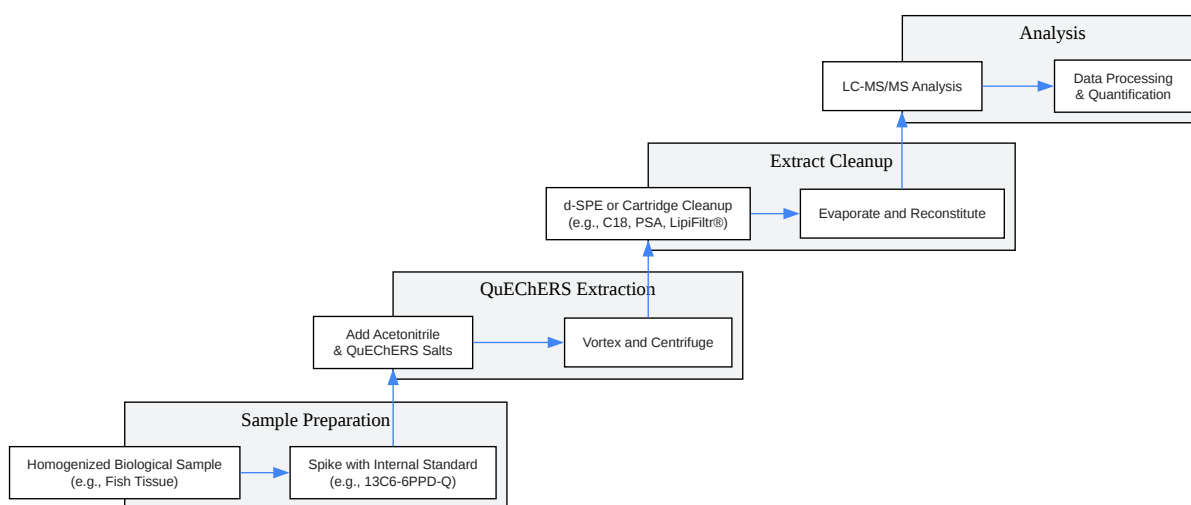 Analysis
LC-MS/MS Analysis
Data Processing
& Quantification
Extract Cleanup
d-SPE or Cartridge Cleanup
(e.g., C18, PSA, LipiFiltr®)
Evaporate and Reconstitute
QuEChERS Extraction
Add Acetonitrile
& QuEChERS Salts
Vortex and Centrifuge
Sample Preparation
Homogenized Biological Sample
(e.g., Fish Tissue)
Spike with Internal Standard
(e.g., 13C6-6PPD-Q)